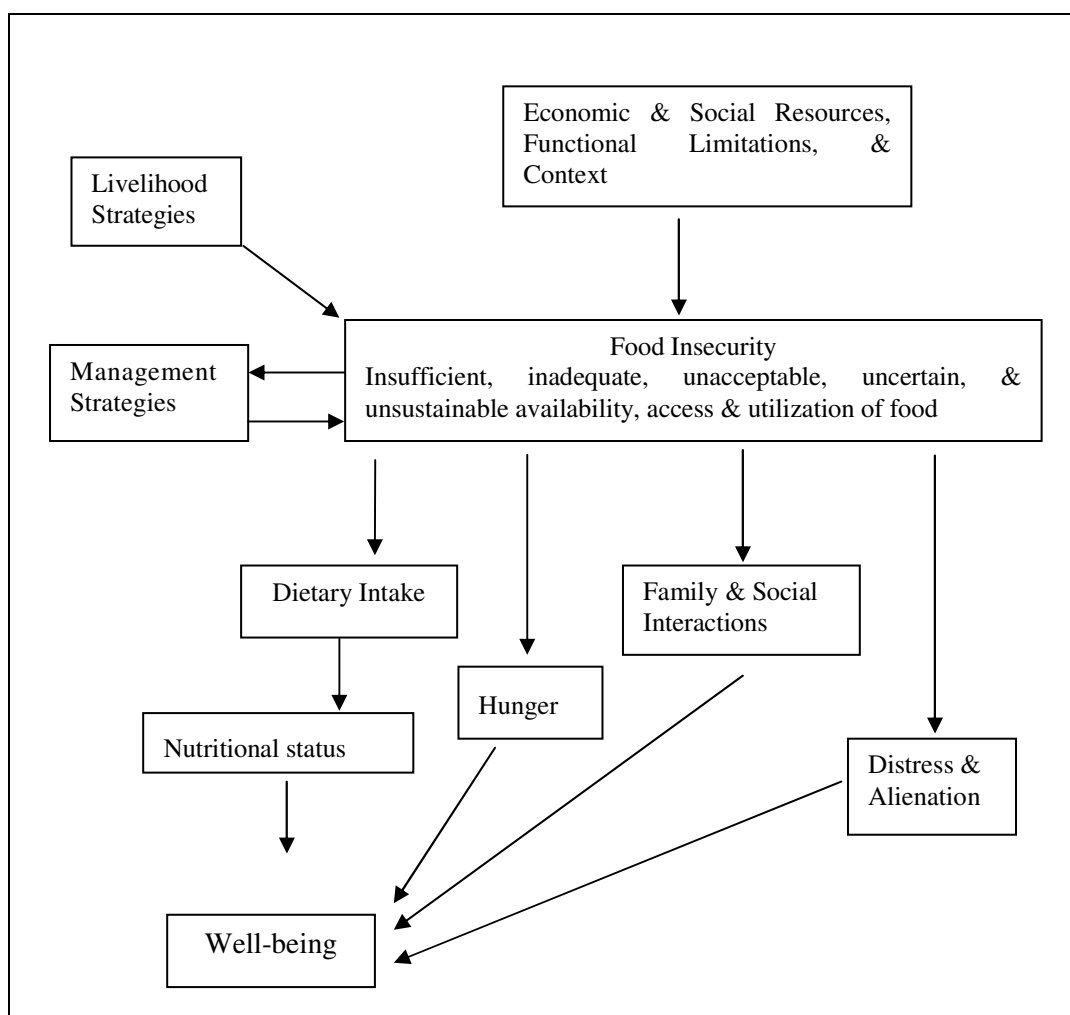 Economic & Social Resources,
Functional Limitations, &
Context
Livelihood
Strategies
Food Insecurity
Insufficient, inadequate, unacceptable, uncertain, &
unsustainable availability, access & utilization of food
Management
Strategies
Dietary Intake
Family & Social
Interactions
Hunger
Nutritional status
Distress &
Alienation
Well-being